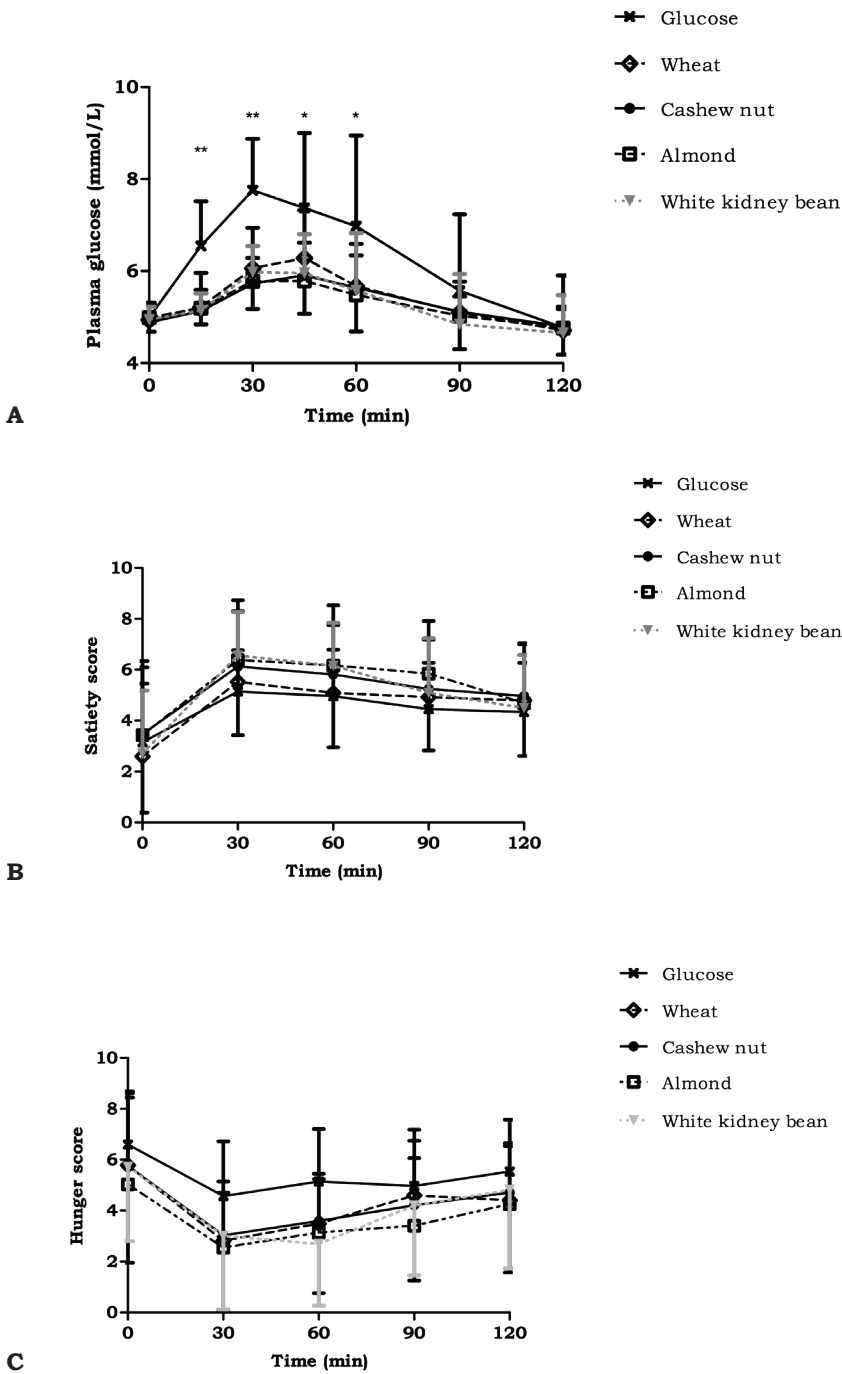 Glucose
Wheat
Cashew nut
Almond
White kidney bean
Plasma glucose (mmol/L)
10
8
6
4
** ** * *
0 30 60 90 120
Time (min)
A
Glucose
Wheat
Cashew nut
Almond
White kidney bean
Satiety score
10
8
6
4
2
0
0 30 60 90 120
Time (min)
B
Glucose
Wheat
Cashew nut
Almond
White kidney bean
Hunger score
10
8
6
4
2
0
0 30 60 90 120
Time (min)
C